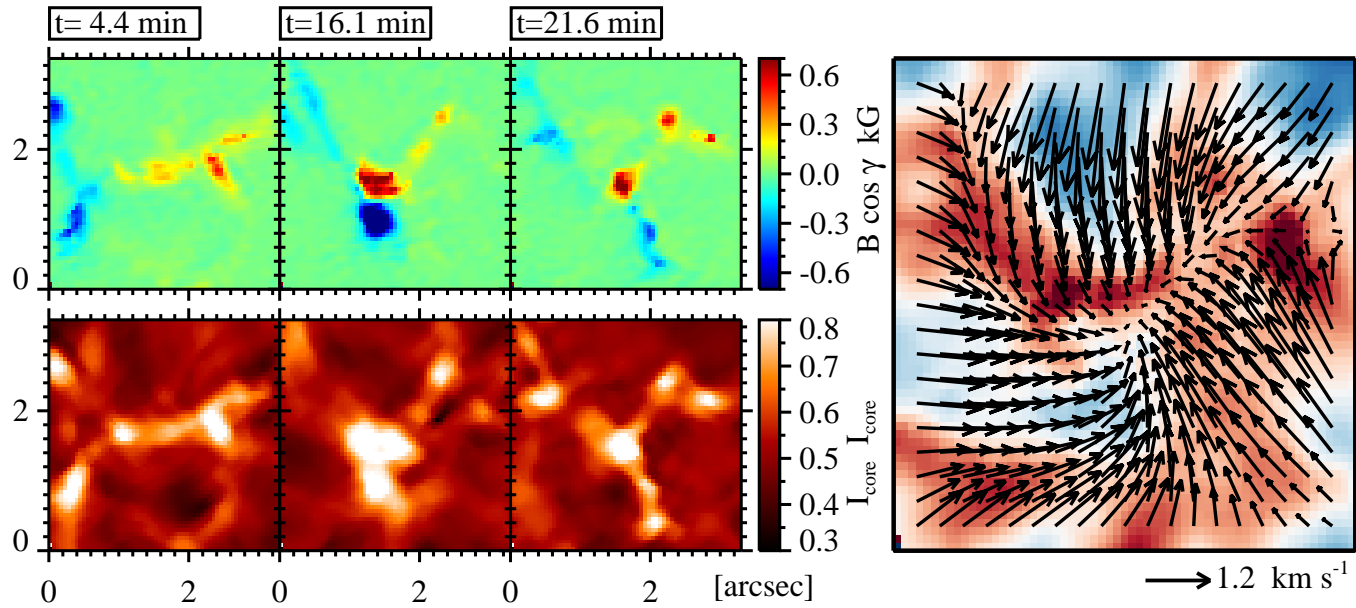 t= 4.4 min
t=16.1 min
t=21.6 min
2
0
0.6
0.3
0.0
-0.3
-0.6
B cos γ kG
2
0
0.8
0.7
0.6
0.5
0.4
0.3
I_core I_core
0 2 0 2 0 2 [arcsec]
1.2 km s⁻¹